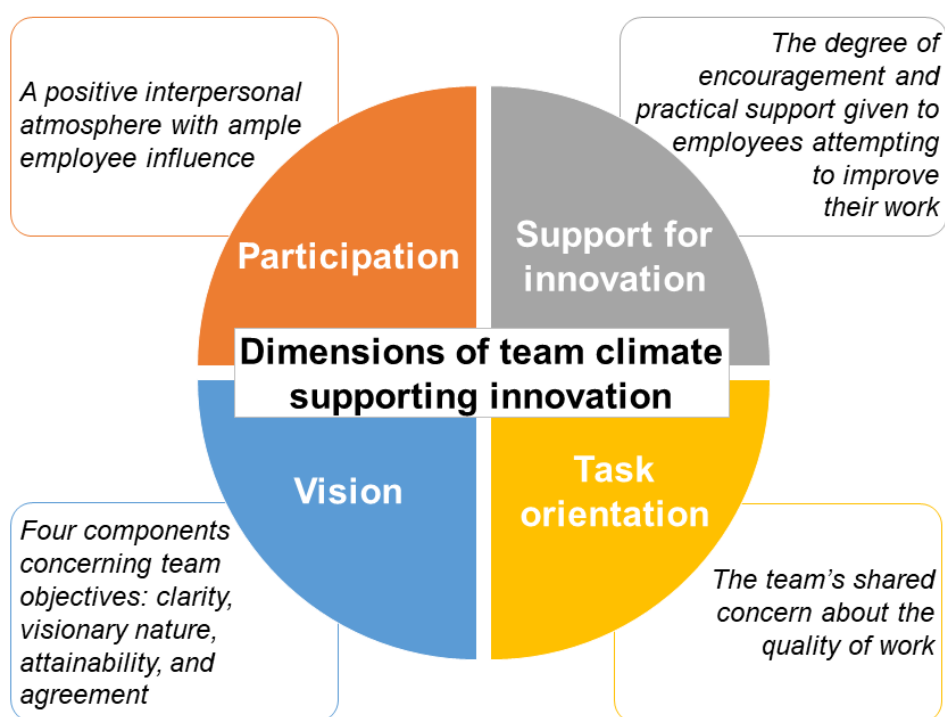 A positive interpersonal
atmosphere with ample
employee influence
The degree of
encouragement and
practical support given to
employees attempting
to improve
their work
Participation
Support for
innovation
Dimensions of team climate
supporting innovation
Vision
Task
orientation
Four components
concerning team
objectives: clarity,
visionary nature,
attainability, and
agreement
The team’s shared
concern about the
quality of work